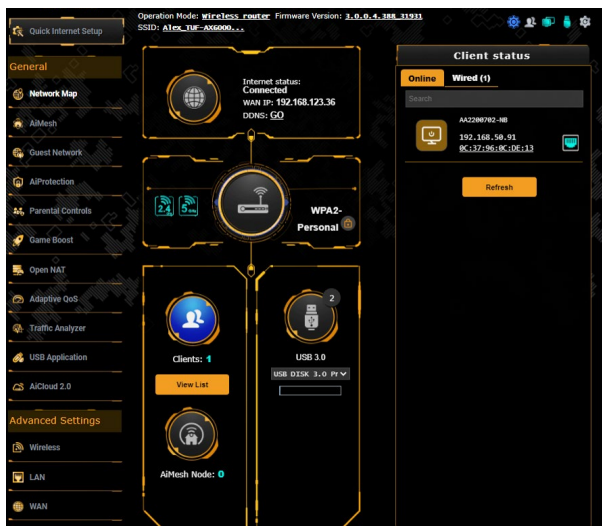 Operation Mode: Wireless router Firmware Version: 3.0.0.4.388_31931
SSID: ATex_TUF-AX6000...
Quick Internet Setup
General
Network Map
AiMesh
Guest Network
AiProtection
Parental Controls
Game Boost
Open NAT
Adaptive QoS
Traffic Analyzer
USB Application
AiCloud 2.0
Advanced Settings
Wireless
LAN
WAN
Internet status:
Connected
WAN IP: 192.168.123.36
DDNS: GO
2.4
5
WPA2-
Personal
Clients: 1
View List
AiMesh Node: 0
2
USB 3.0
USB DISK 3.0 Pr
Client status
Online Wired (1)
Search
AA2200702-NB
192.168.50.91
0C:37:96:0C:DE:13
Refresh